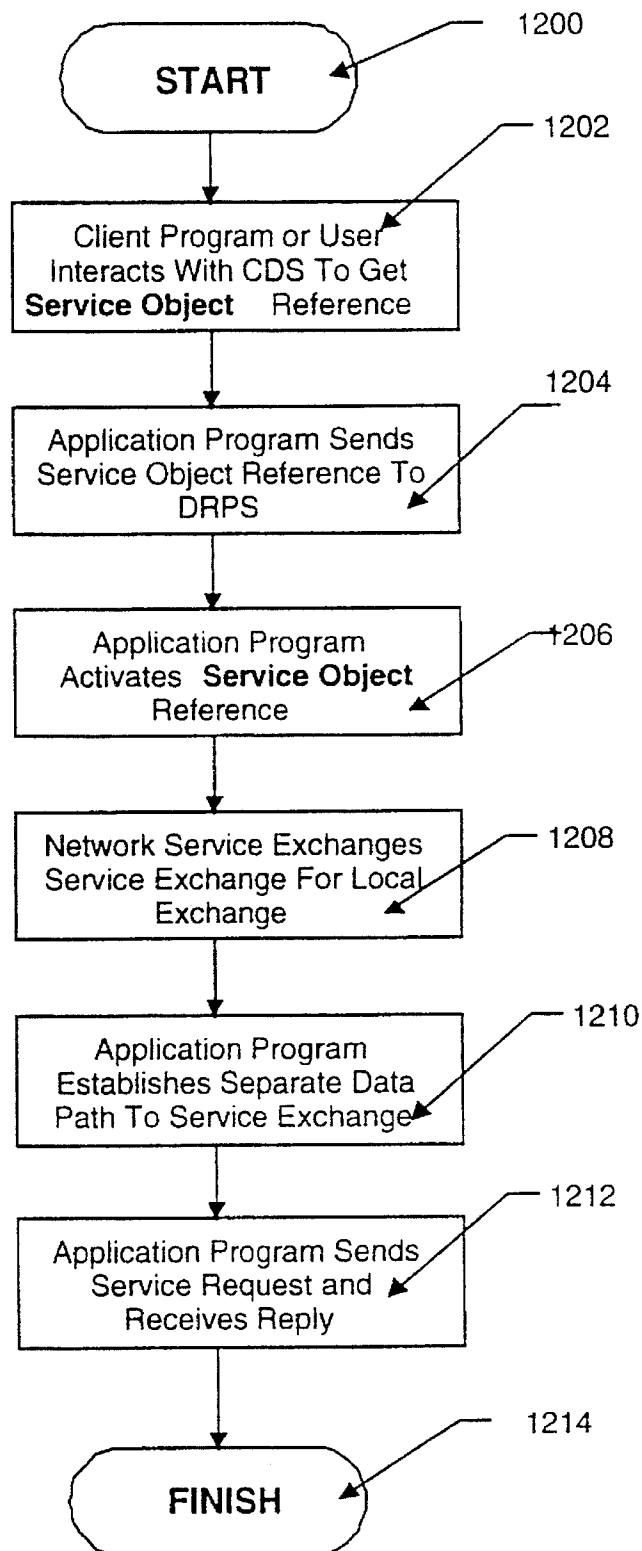 1200
START
1202
Client Program or User
Interacts With CDS To Get
Service Object Reference
1204
Application Program Sends
Service Object Reference To
DRPS
1206
Application Program
Activates Service Object
Reference
1208
Network Service Exchanges
Service Exchange For Local
Exchange
1210
Application Program
Establishes Separate Data
Path To Service Exchange
1212
Application Program Sends
Service Request and
Receives Reply
1214
FINISH